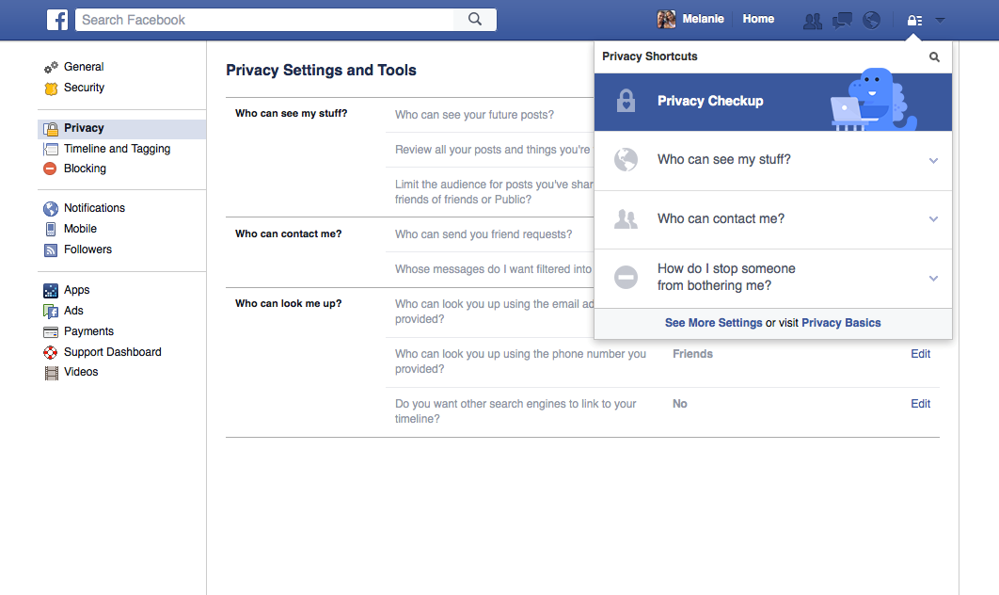 Search Facebook
Melanie
Home
General
Security
Privacy
Timeline and Tagging
Blocking
Notifications
Mobile
Followers
Apps
Ads
Payments
Support Dashboard
Videos
Privacy Settings and Tools
Who can see my stuff?
Who can see your future posts?
Review all your posts and things you're
Limit the audience for posts you've shar
friends of friends or Public?
Who can contact me?
Who can send you friend requests?
Whose messages do I want filtered into
Who can look me up?
Who can look you up using the email ad
provided?
Who can look you up using the phone number you
provided?
Friends
Edit
Do you want other search engines to link to your
timeline?
No
Edit
Privacy Shortcuts
Privacy Checkup
Who can see my stuff?
Who can contact me?
How do I stop someone
from bothering me?
See More Settings or visit Privacy Basics